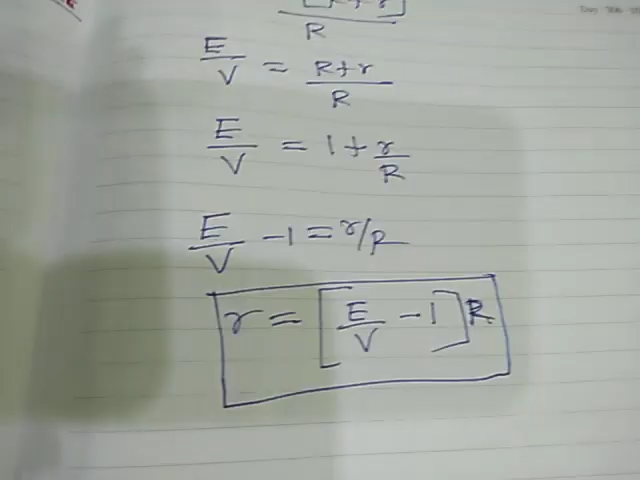 R
E/V = R+r/R
E/V = 1 + r/R
E/V - 1 = r/R
r = [E/V - 1] R